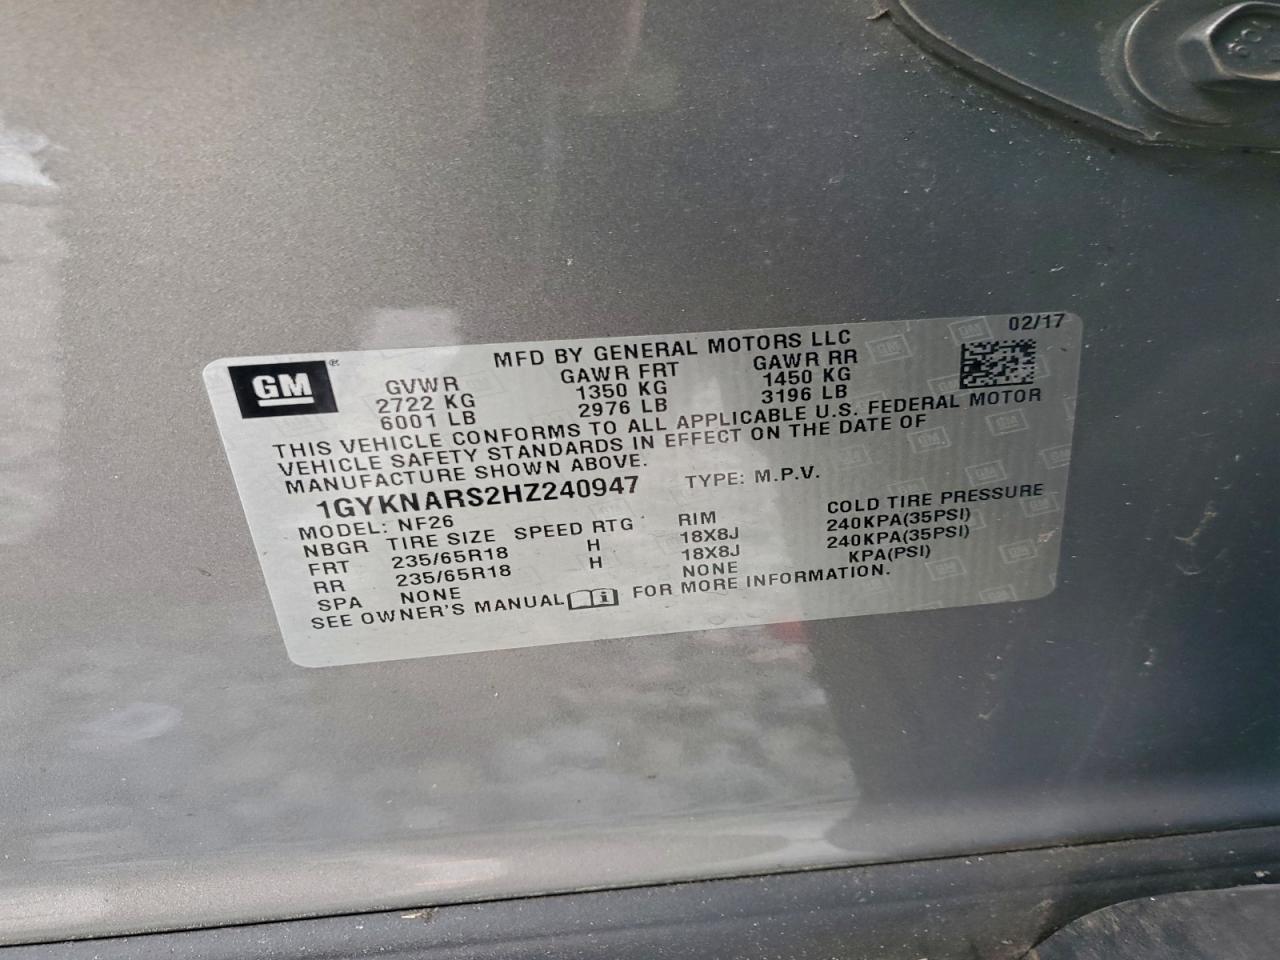 GM ®
MFD BY GENERAL MOTORS LLC 02/17
GVWR GAWR FRT GAWR RR
2722 KG 1350 KG 1450 KG
6001 LB 2976 LB 3196 LB
THIS VEHICLE CONFORMS TO ALL APPLICABLE U.S. FEDERAL MOTOR
VEHICLE SAFETY STANDARDS IN EFFECT ON THE DATE OF
MANUFACTURE SHOWN ABOVE.
1GYKNARS2HZ240947 TYPE: M.P.V.
MODEL: NF26
NBGR TIRE SIZE SPEED RTG RIM COLD TIRE PRESSURE
FRT 235/65R18 H 18X8J 240KPA(35PSI)
RR 235/65R18 H 18X8J 240KPA(35PSI)
SPA NONE NONE KPA(PSI)
SEE OWNER'S MANUAL FOR MORE INFORMATION.